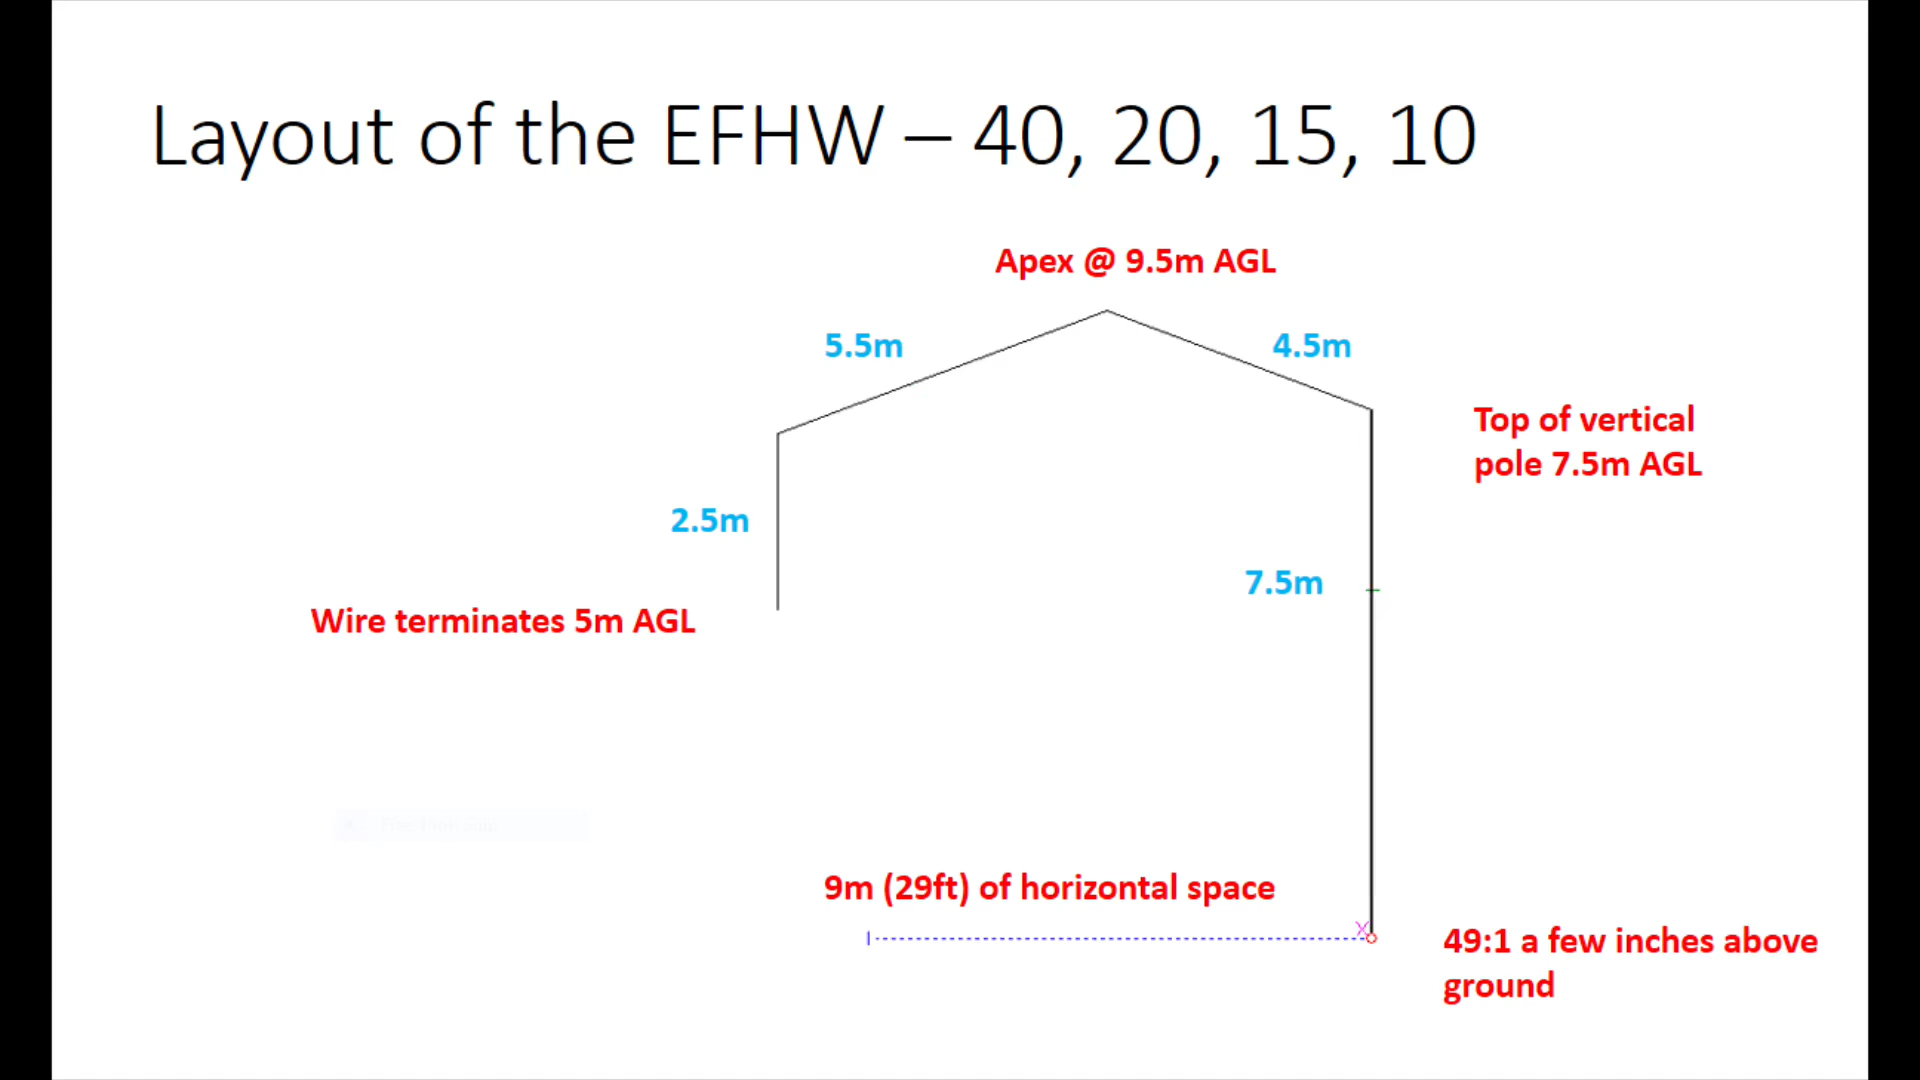 Layout of the EFHW – 40, 20, 15, 10
Apex @ 9.5m AGL
5.5m
4.5m
Top of vertical
pole 7.5m AGL
2.5m
7.5m
Wire terminates 5m AGL
9m (29ft) of horizontal space
X
49:1 a few inches above
ground